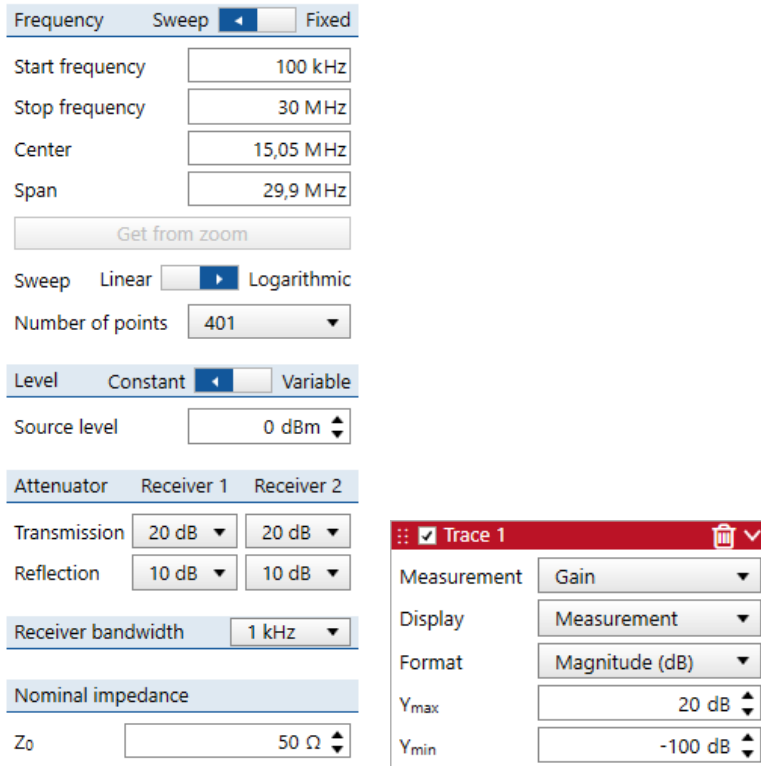 Frequency Sweep Fixed
Start frequency 100 kHz
Stop frequency 30 MHz
Center 15,05 MHz
Span 29,9 MHz
Get from zoom
Sweep Linear Logarithmic
Number of points 401
Level Constant Variable
Source level 0 dBm
Attenuator Receiver 1 Receiver 2
Transmission 20 dB 20 dB
Reflection 10 dB 10 dB
Receiver bandwidth 1 kHz
Nominal impedance
Z0 50 Ω
Trace 1
Measurement Gain
Display Measurement
Format Magnitude (dB)
Ymax 20 dB
Ymin -100 dB